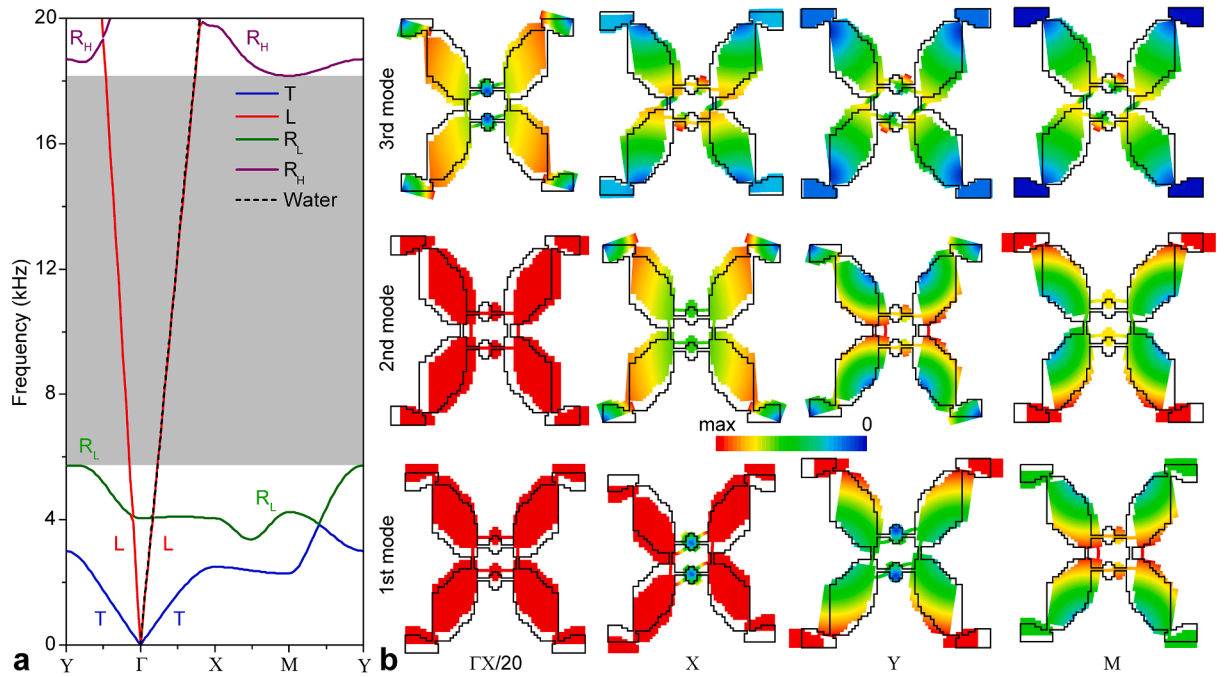 20
16
12
8
4
0
Frequency (kHz)
R_H
R_H
T
L
R_L
R_H
Water
R_L
R_L
L
L
T
T
Y
Γ
X
M
Y
a
3rd mode
2nd mode
max
0
1st mode
b
ΓX/20
X
Y
M